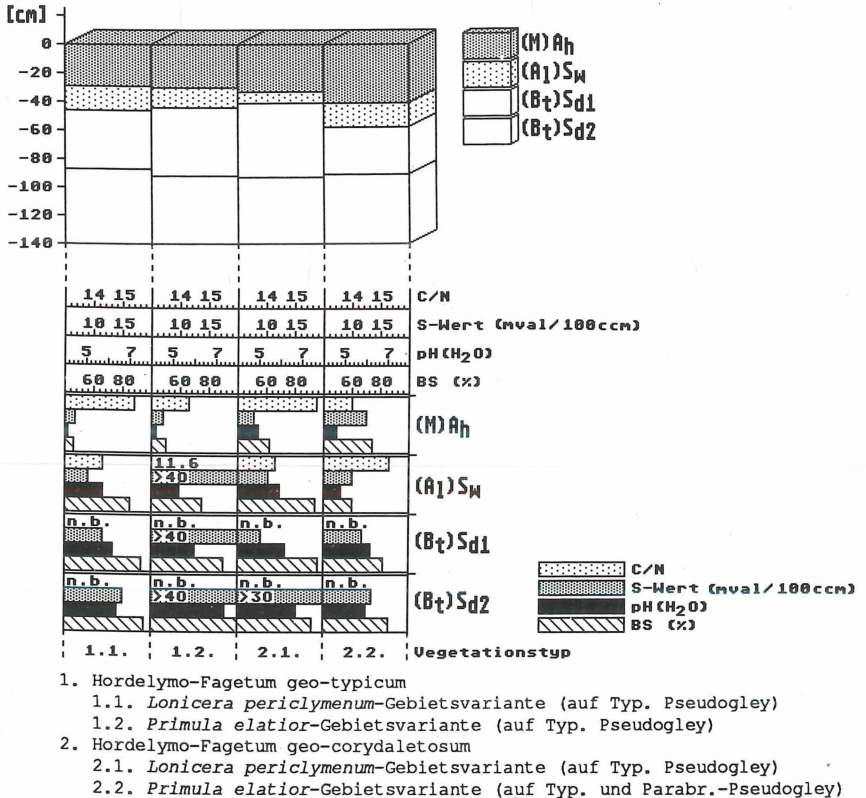 [cm]
0
-20
-40
-60
-80
-100
-120
-140
(M)Ah
(Al)Sw
(Bt)Sd1
(Bt)Sd2
14 15 14 15 14 15 14 15 C/N
10 15 10 15 10 15 10 15 S-Wert (mval/100ccm)
5 7 5 7 5 7 5 7 pH(H2O)
60 80 60 80 60 80 60 80 BS (%)
(M)Ah
11.6
>40
(Al)Sw
n.b. n.b. n.b. n.b.
>40
(Bt)Sd1
n.b. n.b. n.b. n.b.
>40 >30
(Bt)Sd2
C/N
S-Wert (mval/100ccm)
pH(H2O)
BS (%)
1.1. 1.2. 2.1. 2.2. Vegetationstyp
1. Hordelymo-Fagetum geo-typicum
1.1. Lonicera periclymenum-Gebietsvariante (auf Typ. Pseudogley)
1.2. Primula elatior-Gebietsvariante (auf Typ. Pseudogley)
2. Hordelymo-Fagetum geo-corydaletosum
2.1. Lonicera periclymenum-Gebietsvariante (auf Typ. Pseudogley)
2.2. Primula elatior-Gebietsvariante (auf Typ. und Parabr.-Pseudogley)